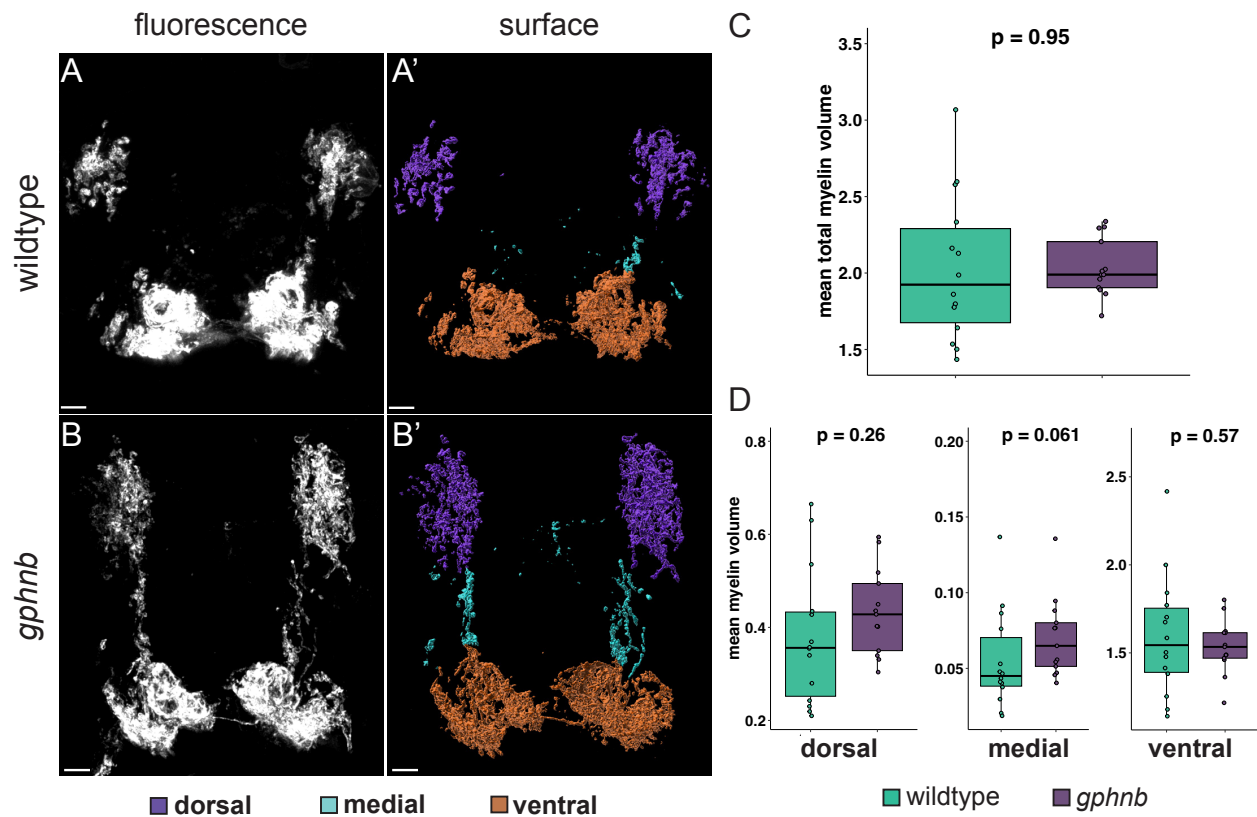 fluorescence
surface
wildtype
gphnb
A
A'
B
B'
dorsal
medial
ventral
C
p = 0.95
mean total myelin volume
3.5
3.0
2.5
2.0
1.5
D
mean myelin volume
p = 0.26
0.8
0.6
0.4
0.2
dorsal
p = 0.061
0.20
0.15
0.10
0.05
medial
p = 0.57
2.5
2.0
1.5
ventral
wildtype
gphnb